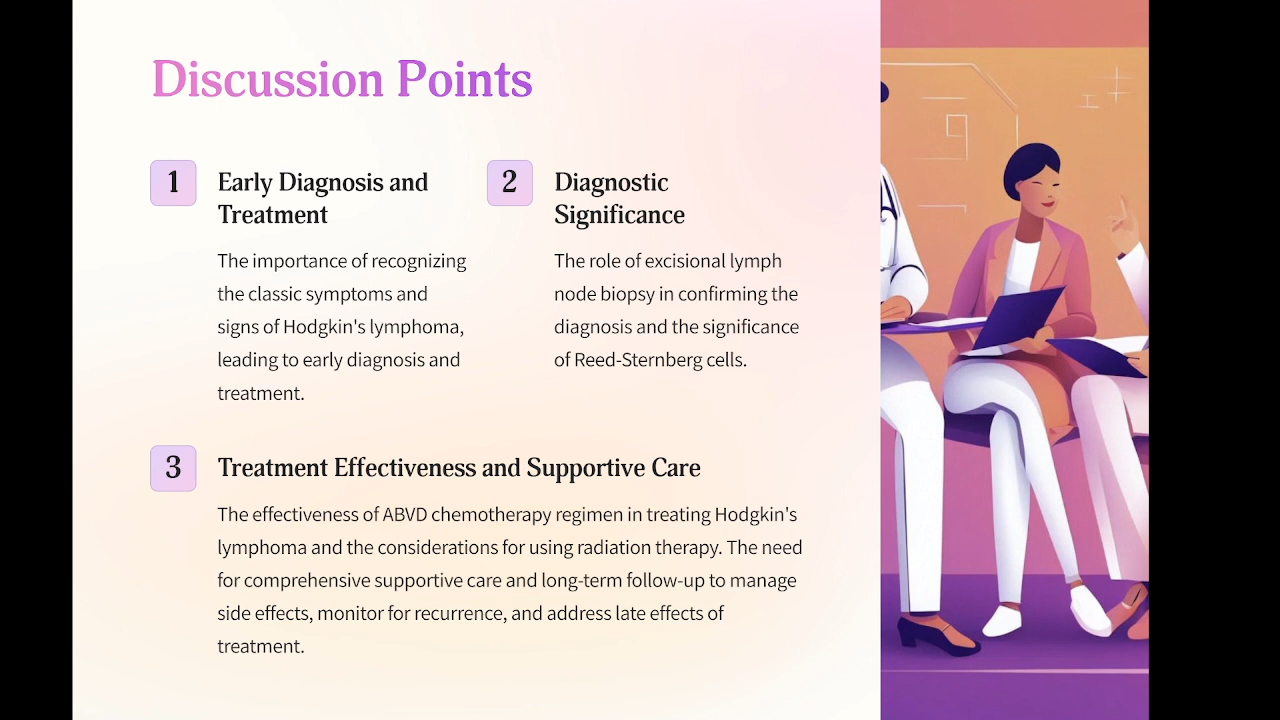 Discussion Points
1
Early Diagnosis and
Treatment
The importance of recognizing
the classic symptoms and
signs of Hodgkin's lymphoma,
leading to early diagnosis and
treatment.
2
Diagnostic
Significance
The role of excisional lymph
node biopsy in confirming the
diagnosis and the significance
of Reed-Sternberg cells.
3
Treatment Effectiveness and Supportive Care
The effectiveness of ABVD chemotherapy regimen in treating Hodgkin's
lymphoma and the considerations for using radiation therapy. The need
for comprehensive supportive care and long-term follow-up to manage
side effects, monitor for recurrence, and address late effects of
treatment.